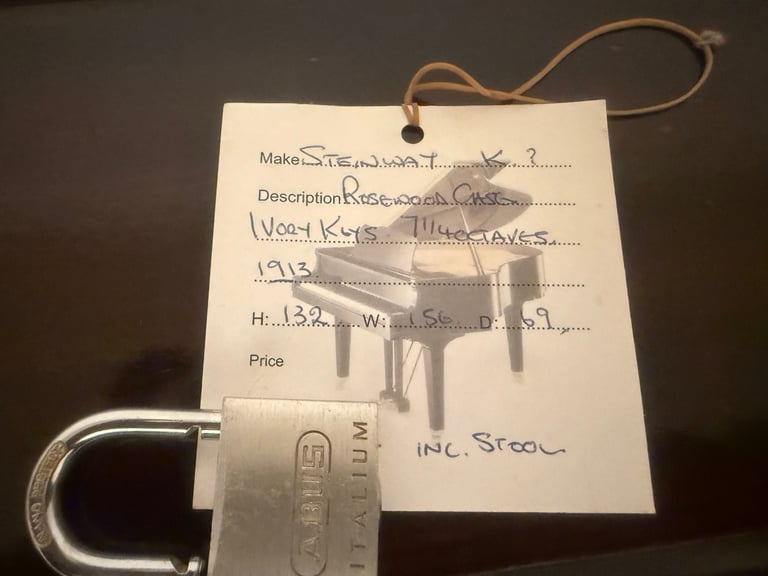 Make STEINWAY K ?
Description ROSEWOOD CASE
IVORY KEYS 7 1/4 OCTAVES.
1913
H: 132 W: 156 D: 69
Price
INC. STOOL
ABUS
TITALIUM